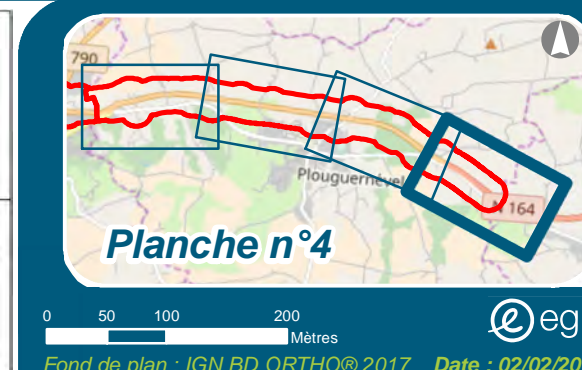 790
Plouguernével
N 164
Planche n°4
0 50 100 200
Mètres
eg
Fond de plan : IGN BD ORTHO® 2017 Date : 02/02/20